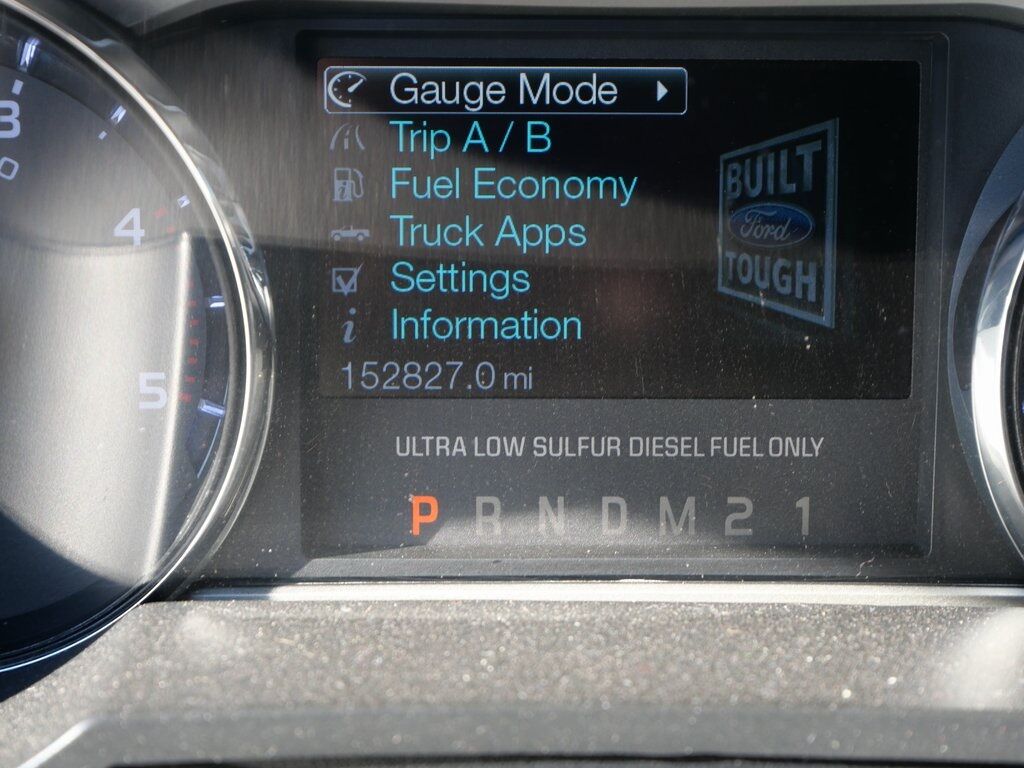 Gauge Mode
Trip A / B
Fuel Economy
Truck Apps
Settings
Information
152827.0 mi
BUILT
Ford
TOUGH
ULTRA LOW SULFUR DIESEL FUEL ONLY
P R N D M 2 1
3
4
5